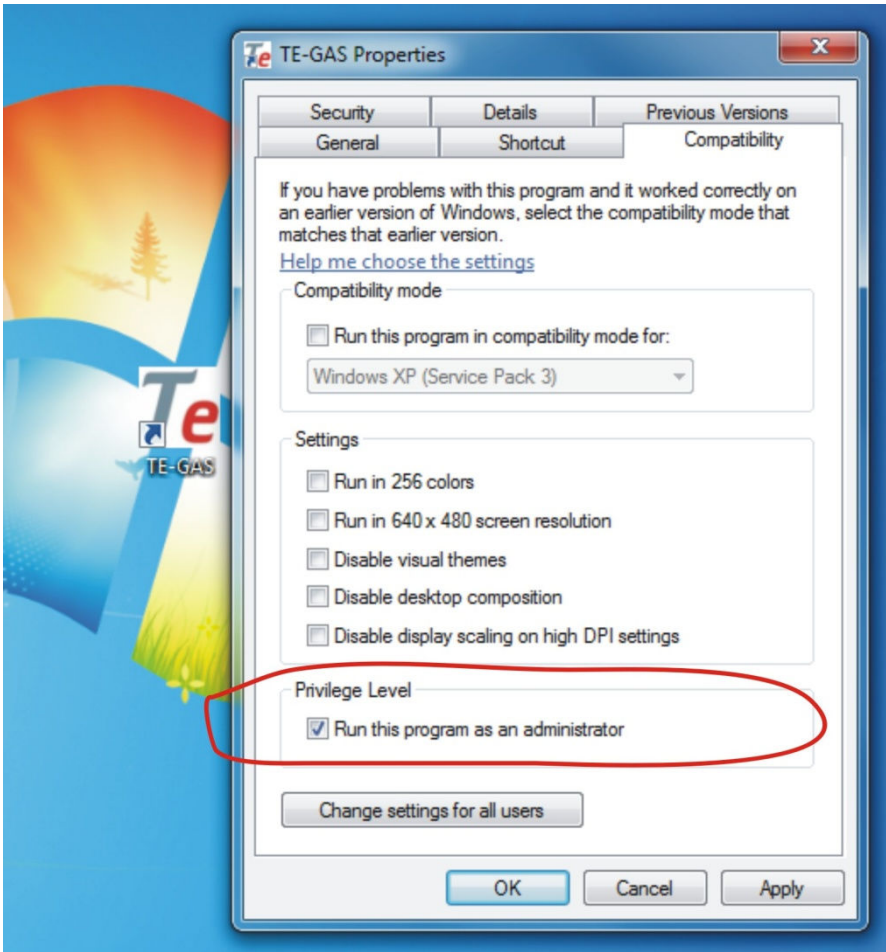 Te TE-GAS Properties
Security Details Previous Versions
General Shortcut Compatibility
If you have problems with this program and it worked correctly on
an earlier version of Windows, select the compatibility mode that
matches that earlier version.
Help me choose the settings
Compatibility mode
Run this program in compatibility mode for:
Windows XP (Service Pack 3)
Te
TE-GAS
Settings
Run in 256 colors
Run in 640 x 480 screen resolution
Disable visual themes
Disable desktop composition
Disable display scaling on high DPI settings
Privilege Level
Run this program as an administrator
Change settings for all users
OK Cancel Apply